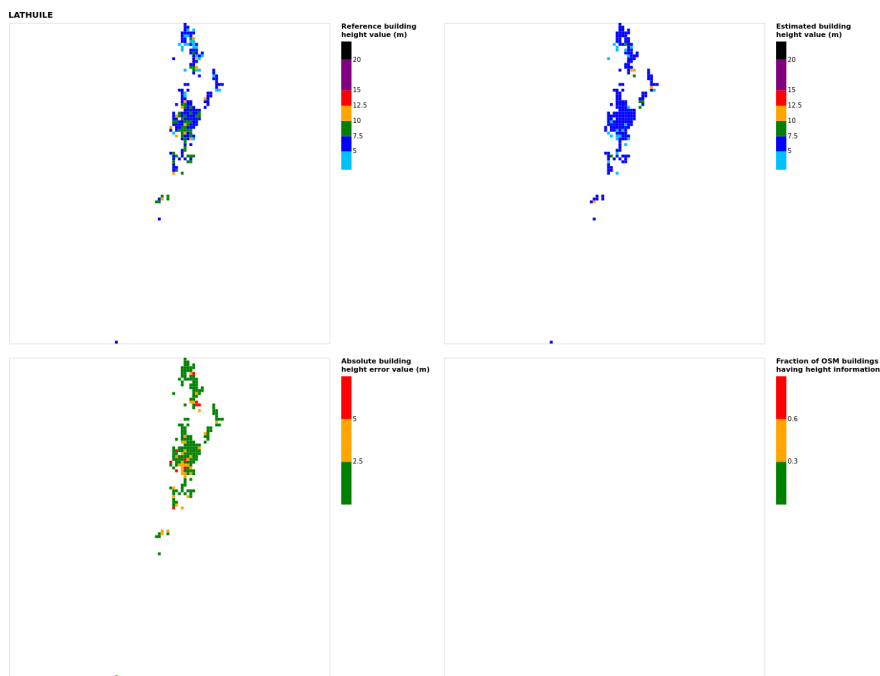 LATHUILE
Reference building
height value (m)
20
15
12.5
10
7.5
5
Estimated building
height value (m)
20
15
12.5
10
7.5
5
Absolute building
height error value (m)
5
2.5
Fraction of OSM buildings
having height information
0.6
0.3